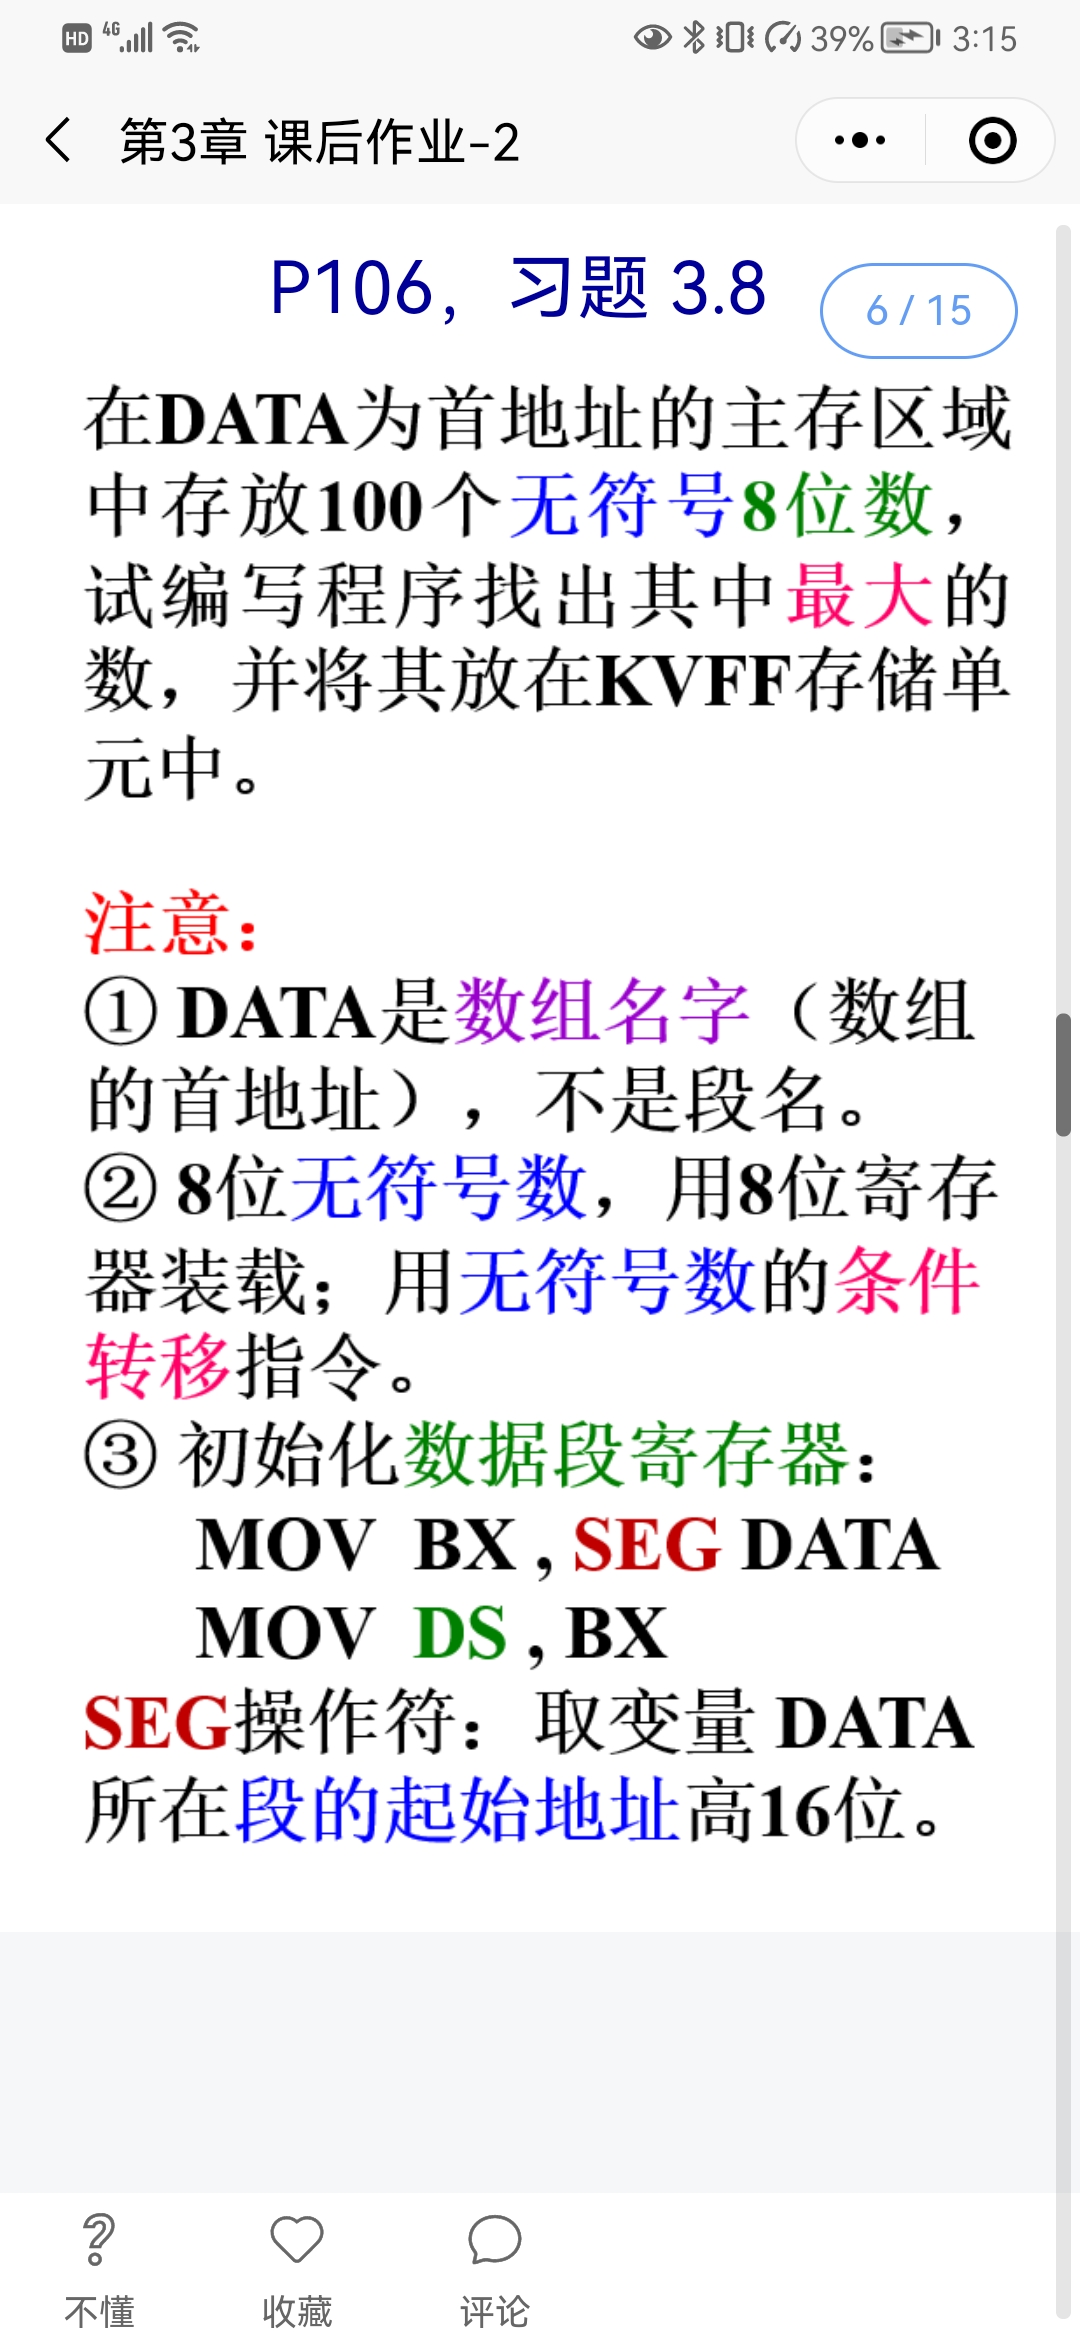 HD 4G 39% 3:15
第3章 课后作业-2
P106，习题 3.8
6 / 15
在DATA为首地址的主存区域
中存放100个无符号8位数，
试编写程序找出其中最大的
数，并将其放在KVFF存储单
元中。
注意：
① DATA是数组名字（数组
的首地址），不是段名。
② 8位无符号数，用8位寄存
器装载；用无符号数的条件
转移指令。
③ 初始化数据段寄存器：
MOV BX , SEG DATA
MOV DS , BX
SEG操作符：取变量 DATA
所在段的起始地址高16位。
不懂 收藏 评论